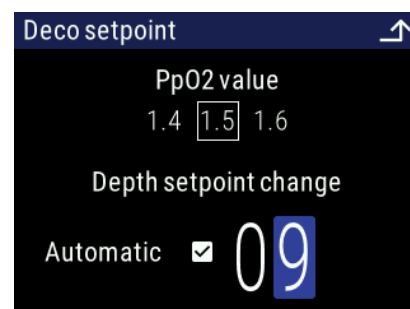 Deco setpoint
PpO2 value
1.4 1.5 1.6
Depth setpoint change
Automatic 09